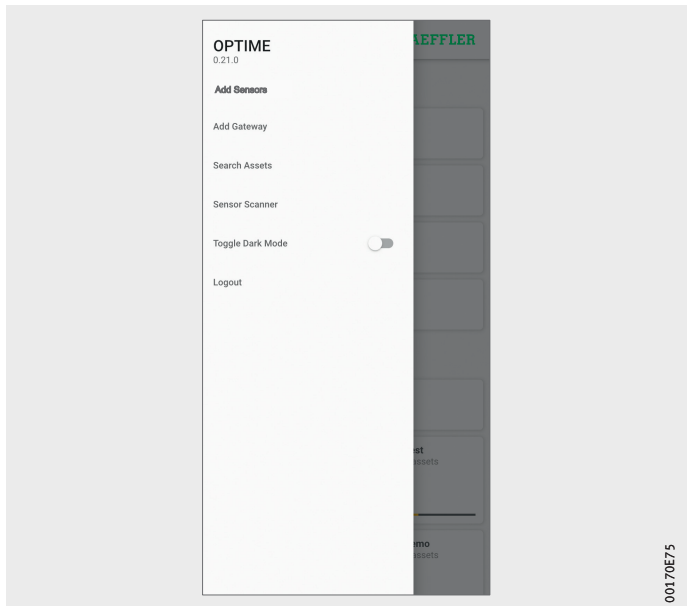 OPTIME
0.21.0
Add Sensors
Add Gateway
Search Assets
Sensor Scanner
Toggle Dark Mode
Logout
AEFFLER
est
assets
emo
assets
00170E75